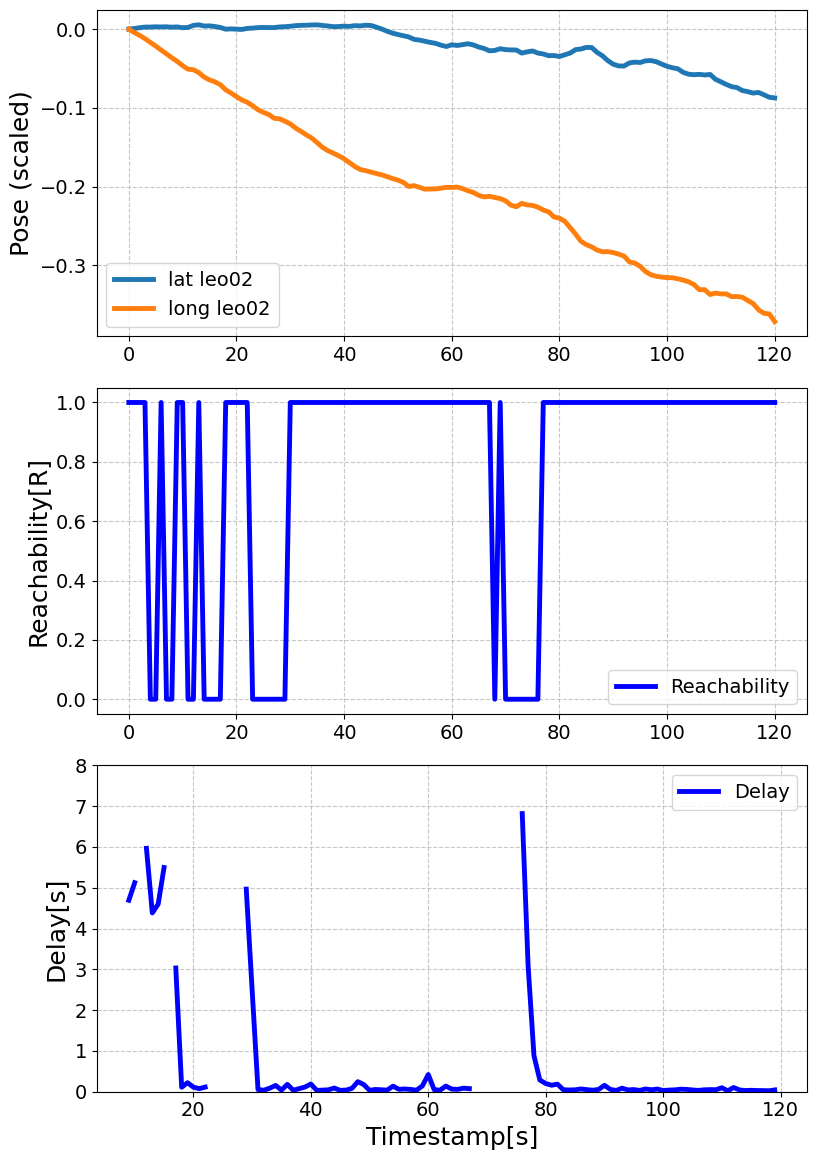 Pose (scaled)
0.0
−0.1
−0.2
−0.3
lat leo02
long leo02
0 20 40 60 80 100 120
Reachability[R]
1.0
0.8
0.6
0.4
0.2
0.0
Reachability
0 20 40 60 80 100 120
Delay[s]
8
7
6
5
4
3
2
1
0
Delay
20 40 60 80 100 120
Timestamp[s]